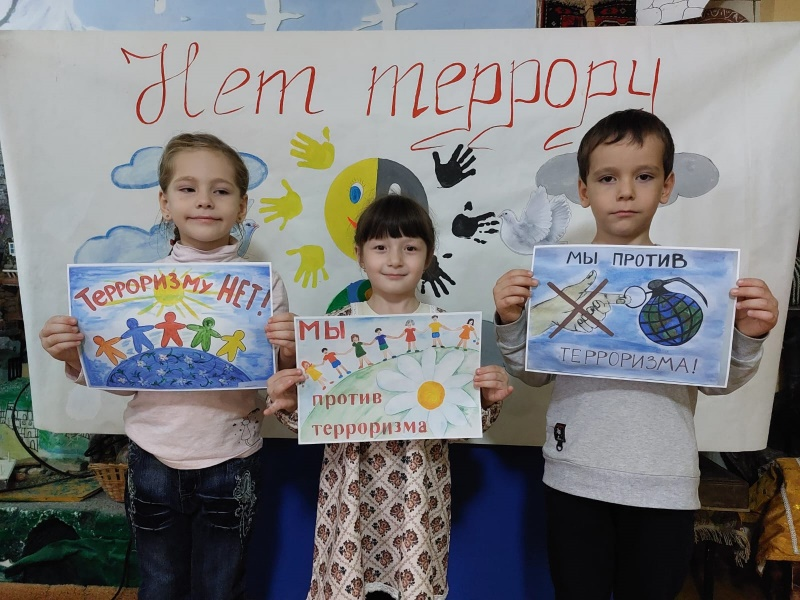 Нет террору
Терроризму НЕТ!
МЫ
против
терроризма
МЫ ПРОТИВ
ТЕРРОРИЗМА!